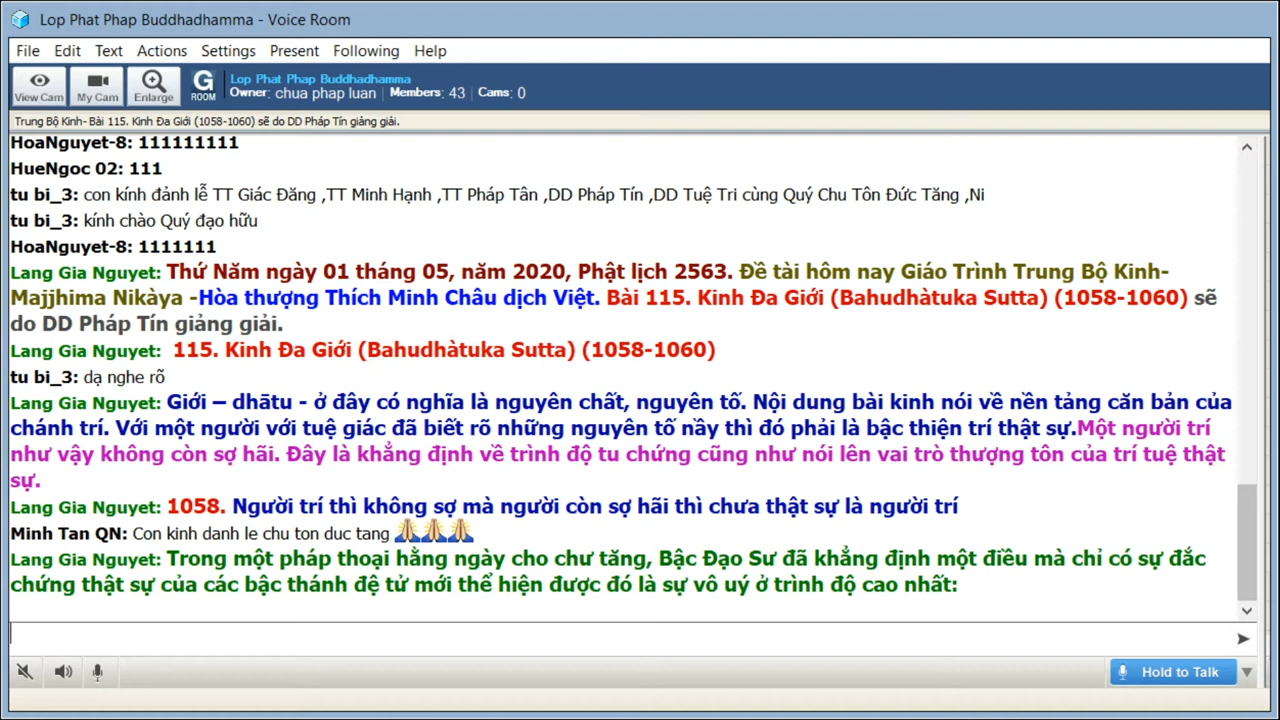 Lop Phat Phap Buddhadhamma - Voice Room
File Edit Text Actions Settings Present Following Help
View Cam My Cam Enlarge G ROOM Lop Phat Phap Buddhadhamma
Owner: chua phap luan | Members: 43 | Cams: 0
Trung Bộ Kinh- Bài 115. Kinh Đa Giới (1058-1060) sẽ do DD Pháp Tín giảng giải.
HoaNguyet-8: 111111111
HueNgoc 02: 111
tu bi_3: con kính đảnh lễ TT Giác Đăng ,TT Minh Hạnh ,TT Pháp Tân ,DD Pháp Tín ,DD Tuệ Tri cùng Quý Chu Tôn Đức Tăng ,Ni
tu bi_3: kính chào Quý đạo hữu
HoaNguyet-8: 1111111
Lang Gia Nguyet: Thứ Năm ngày 01 tháng 05, năm 2020, Phật lịch 2563. Đề tài hôm nay Giáo Trình Trung Bộ Kinh-
Majjhima Nikàya -Hòa thượng Thích Minh Châu dịch Việt. Bài 115. Kinh Đa Giới (Bahudhàtuka Sutta) (1058-1060) sẽ
do DD Pháp Tín giảng giải.
Lang Gia Nguyet: 115. Kinh Đa Giới (Bahudhàtuka Sutta) (1058-1060)
tu bi_3: dạ nghe rõ
Lang Gia Nguyet: Giới – dhātu - ở đây có nghĩa là nguyên chất, nguyên tố. Nội dung bài kinh nói về nền tảng căn bản của
chánh trí. Với một người với tuệ giác đã biết rõ những nguyên tố nầy thì đó phải là bậc thiện trí thật sự.Một người trí
như vậy không còn sợ hãi. Đây là khẳng định về trình độ tu chứng cũng như nói lên vai trò thượng tôn của trí tuệ thật
sự.
Lang Gia Nguyet: 1058. Người trí thì không sợ mà người còn sợ hãi thì chưa thật sự là người trí
Minh Tan QN: Con kinh danh le chu ton duc tang 🙏🙏🙏
Lang Gia Nguyet: Trong một pháp thoại hằng ngày cho chư tăng, Bậc Đạo Sư đã khẳng định một điều mà chỉ có sự đắc
chứng thật sự của các bậc thánh đệ tử mới thể hiện được đó là sự vô uý ở trình độ cao nhất:
Hold to Talk